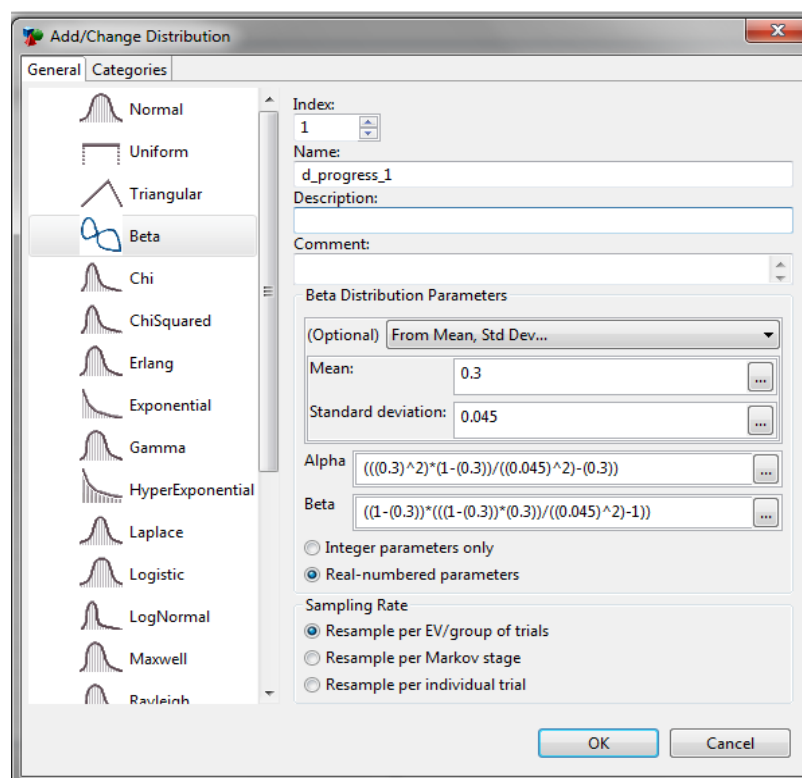 Add/Change Distribution
General Categories
Normal
Uniform
Triangular
Beta
Chi
ChiSquared
Erlang
Exponential
Gamma
HyperExponential
Laplace
Logistic
LogNormal
Maxwell
Rayleigh
Index:
1
Name:
d_progress_1
Description:
Comment:
Beta Distribution Parameters
(Optional) From Mean, Std Dev...
Mean: 0.3 ...
Standard deviation: 0.045 ...
Alpha (((0.3)^2)*(1-(0.3))/((0.045)^2)-(0.3)) ...
Beta ((1-(0.3))*(((1-(0.3))*(0.3))/((0.045)^2)-1)) ...
Integer parameters only
Real-numbered parameters
Sampling Rate
Resample per EV/group of trials
Resample per Markov stage
Resample per individual trial
OK Cancel